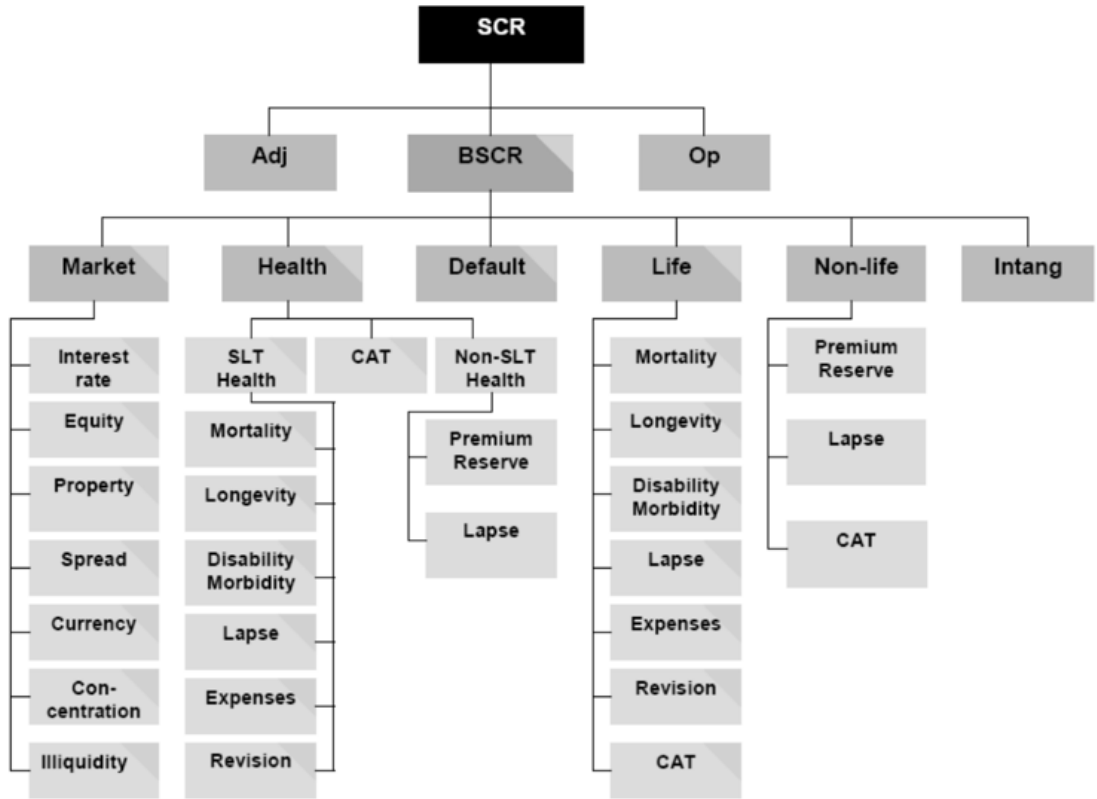 SCR
Adj
BSCR
Op
Market
Health
Default
Life
Non-life
Intang
Interest
rate
Equity
Property
Spread
Currency
Con-
centration
Illiquidity
SLT
Health
CAT
Non-SLT
Health
Mortality
Longevity
Disability
Morbidity
Lapse
Expenses
Revision
Premium
Reserve
Lapse
Mortality
Longevity
Disability
Morbidity
Lapse
Expenses
Revision
CAT
Premium
Reserve
Lapse
CAT